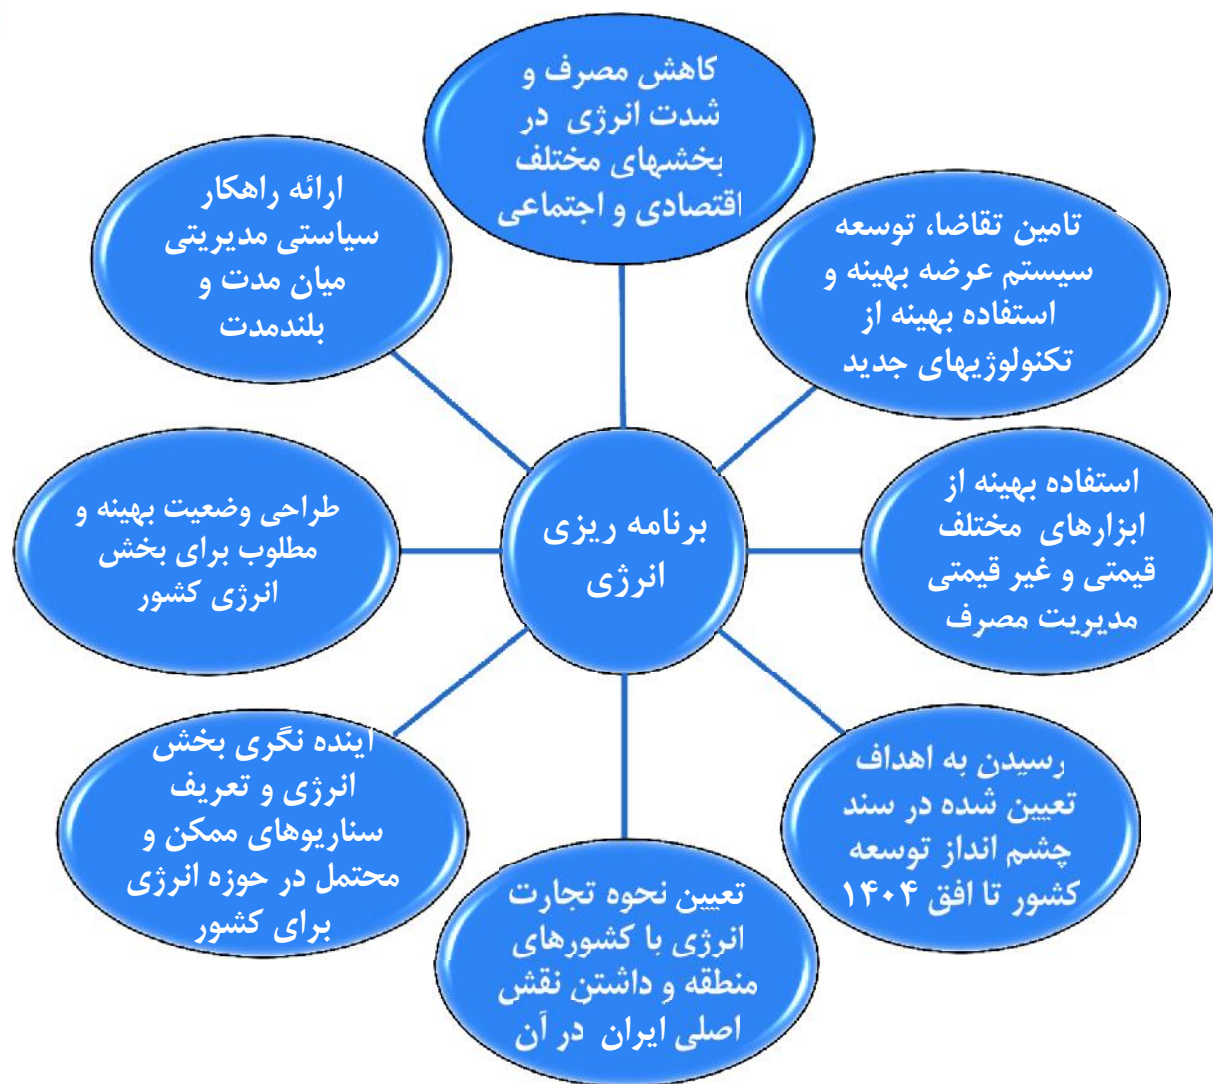 کاهش مصرف و
شدت انرژی در
بخشهای مختلف
اقتصادی و اجتماعی
تامین تقاضا، توسعه
سیستم عرضه بهینه و
استفاده بهینه از
تکنولوژیهای جدید
استفاده بهینه از
ابزارهای مختلف
قیمتی و غیر قیمتی
مدیریت مصرف
رسیدن به اهداف
تعیین شده در سند
چشم انداز توسعه
کشور تا افق ۱۴۰۴
تعیین نحوه تجارت
انرژی با کشورهای
منطقه و داشتن نقش
اصلی ایران در آن
آینده نگری بخش
انرژی و تعریف
سناریوهای ممکن و
محتمل در حوزه انرژی
برای کشور
طراحی وضعیت بهینه و
مطلوب برای بخش
انرژی کشور
ارائه راهکار
سیاستی مدیریتی
میان مدت و
بلندمدت
برنامه ریزی
انرژی